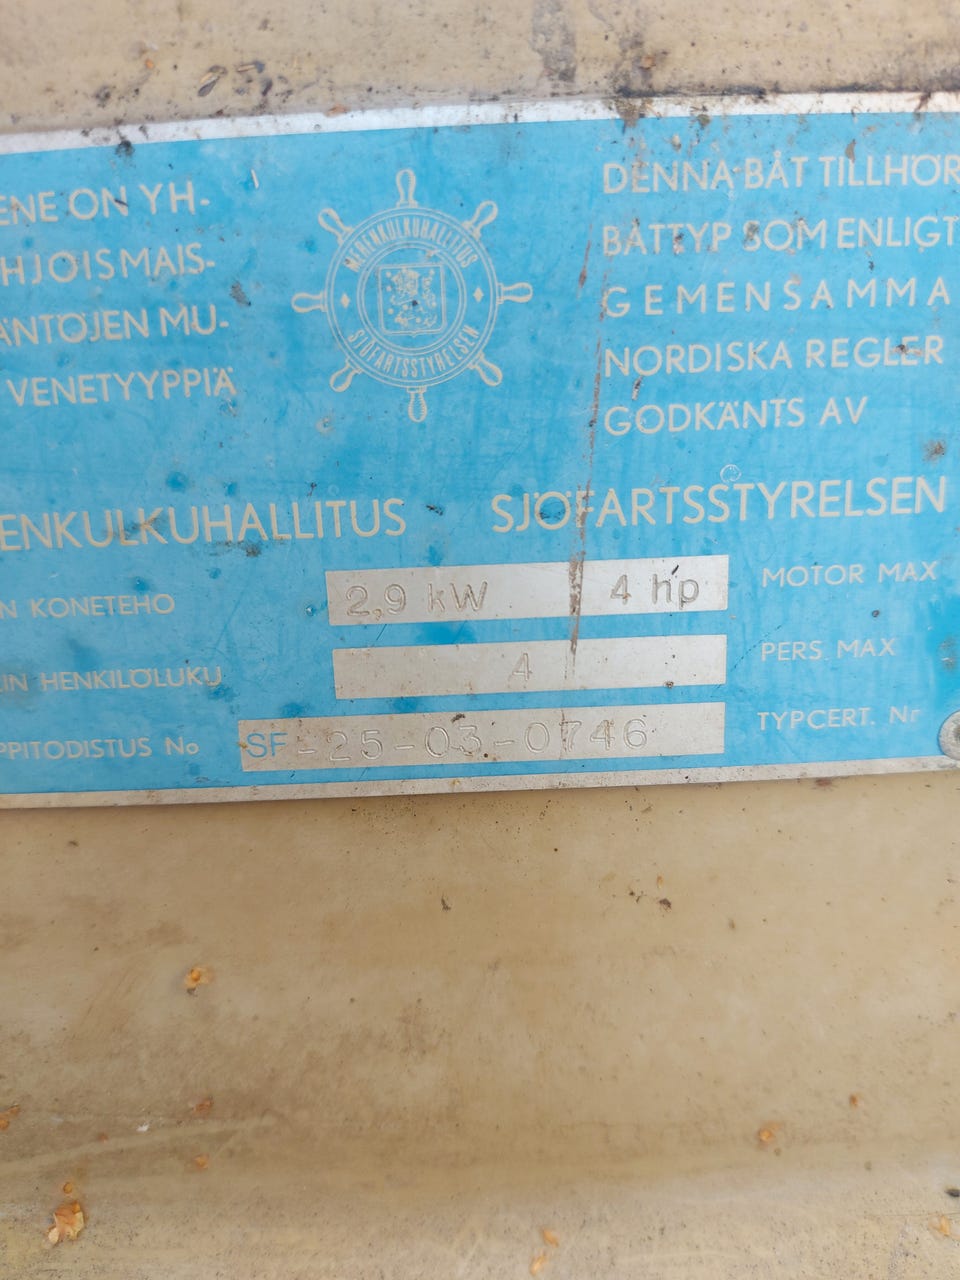 ENE ON YH-
HJOISMAIS-
ANTÖJEN MU-
VENETYYPPIÄ
MERENKULKUHALLITUS
SJÖFARTSSTYRELSEN
DENNA BÅT TILLHÖR
BÅTTYP SOM ENLIGT
GEMENSAMMA
NORDISKA REGLER
GODKÄNTS AV
ENKULKUHALLITUS SJÖFARTSSTYRELSEN
N KONETEHO 2,9 kW 4 hp MOTOR MAX
IN HENKILÖLUKU 4 PERS. MAX
PPITODISTUS No SF-25-03-0746 TYPCERT. Nr